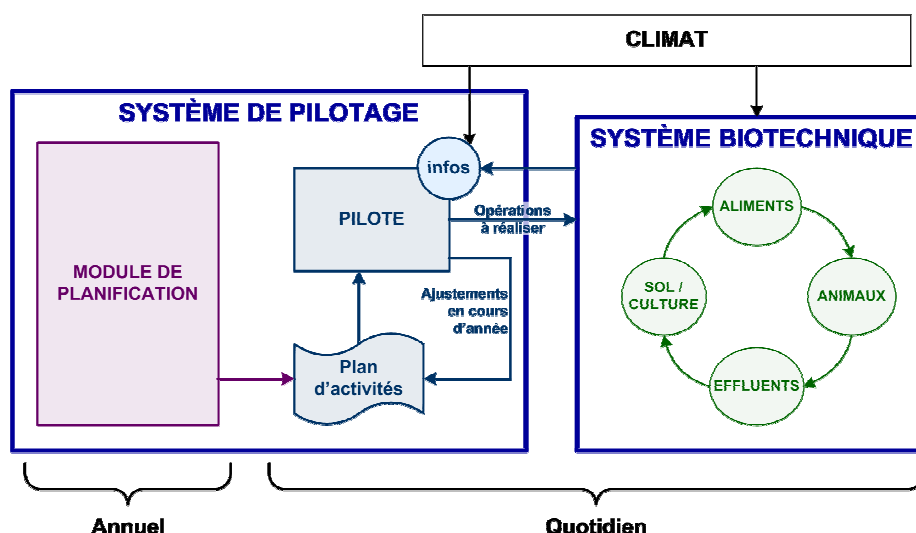 CLIMAT
SYSTÈME DE PILOTAGE
SYSTÈME BIOTECHNIQUE
infos
PILOTE
Opérations
à réaliser
MODULE DE
PLANIFICATION
Ajustements
en cours
d'année
Plan
d'activités
ALIMENTS
SOL /
CULTURE
ANIMAUX
EFFLUENTS
Annuel
Quotidien